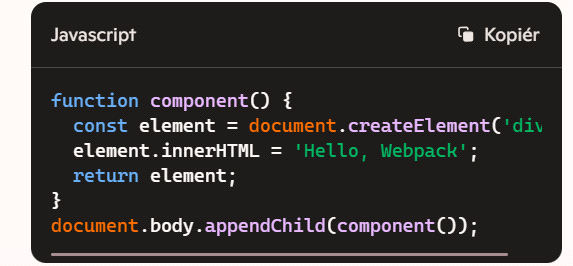 Javascript
Kopiér
function component() {
  const element = document.createElement('div
  element.innerHTML = 'Hello, Webpack';
  return element;
}
document.body.appendChild(component());